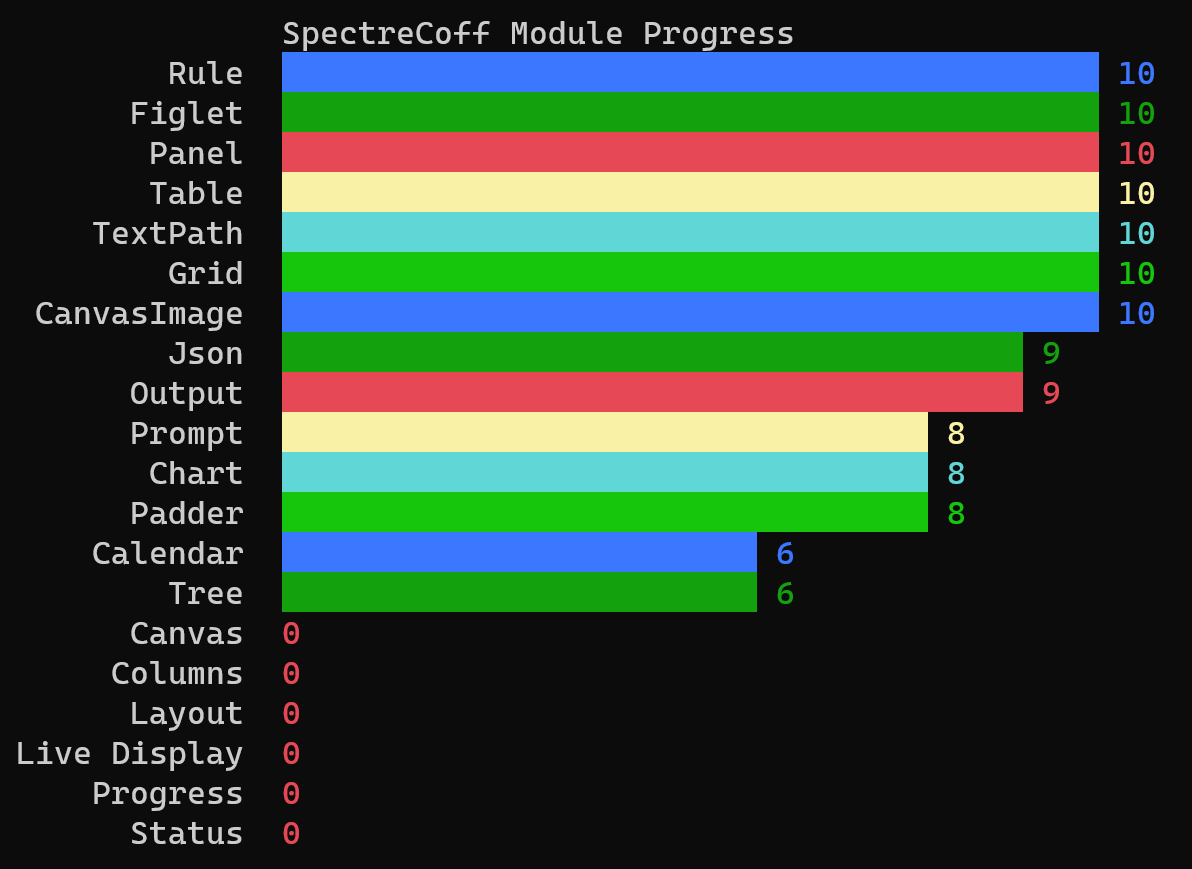 SpectreCoff Module Progress
Rule 10
Figlet 10
Panel 10
Table 10
TextPath 10
Grid 10
CanvasImage 10
Json 9
Output 9
Prompt 8
Chart 8
Padder 8
Calendar 6
Tree 6
Canvas 0
Columns 0
Layout 0
Live Display 0
Progress 0
Status 0